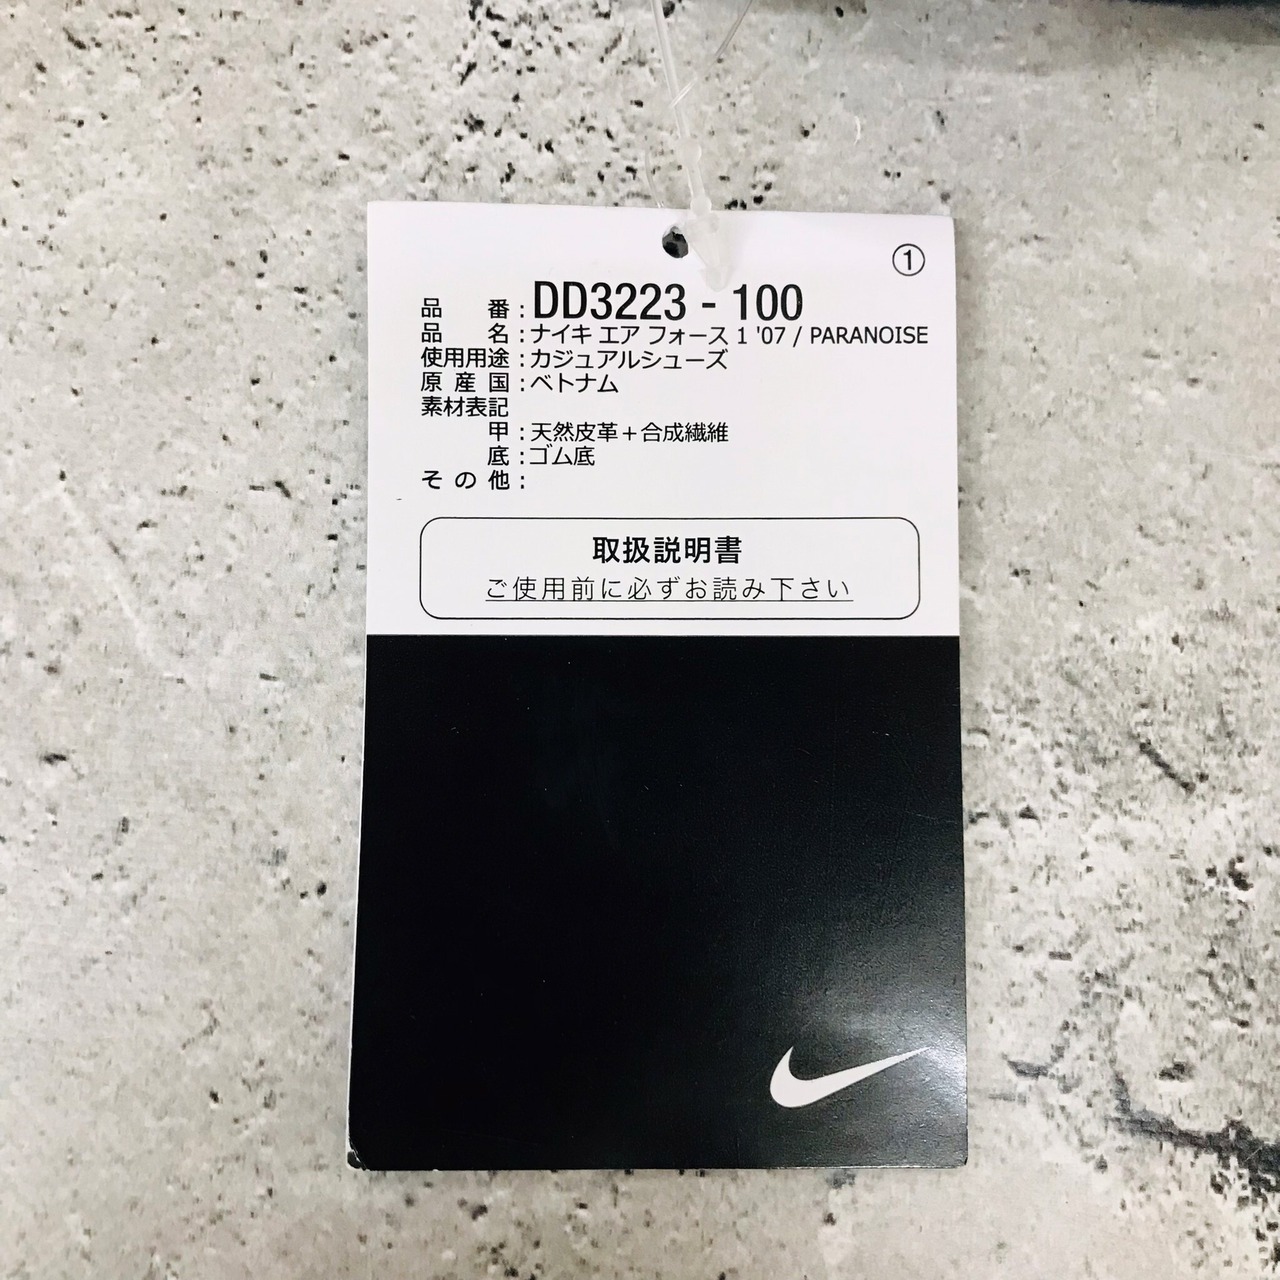 ①
品番:DD3223 - 100
品名:ナイキ エア フォース 1 '07 / PARANOISE
使用用途:カジュアルシューズ
原産国:ベトナム
素材表記
甲:天然皮革+合成繊維
底:ゴム底
その他:
取扱説明書
ご使用前に必ずお読み下さい